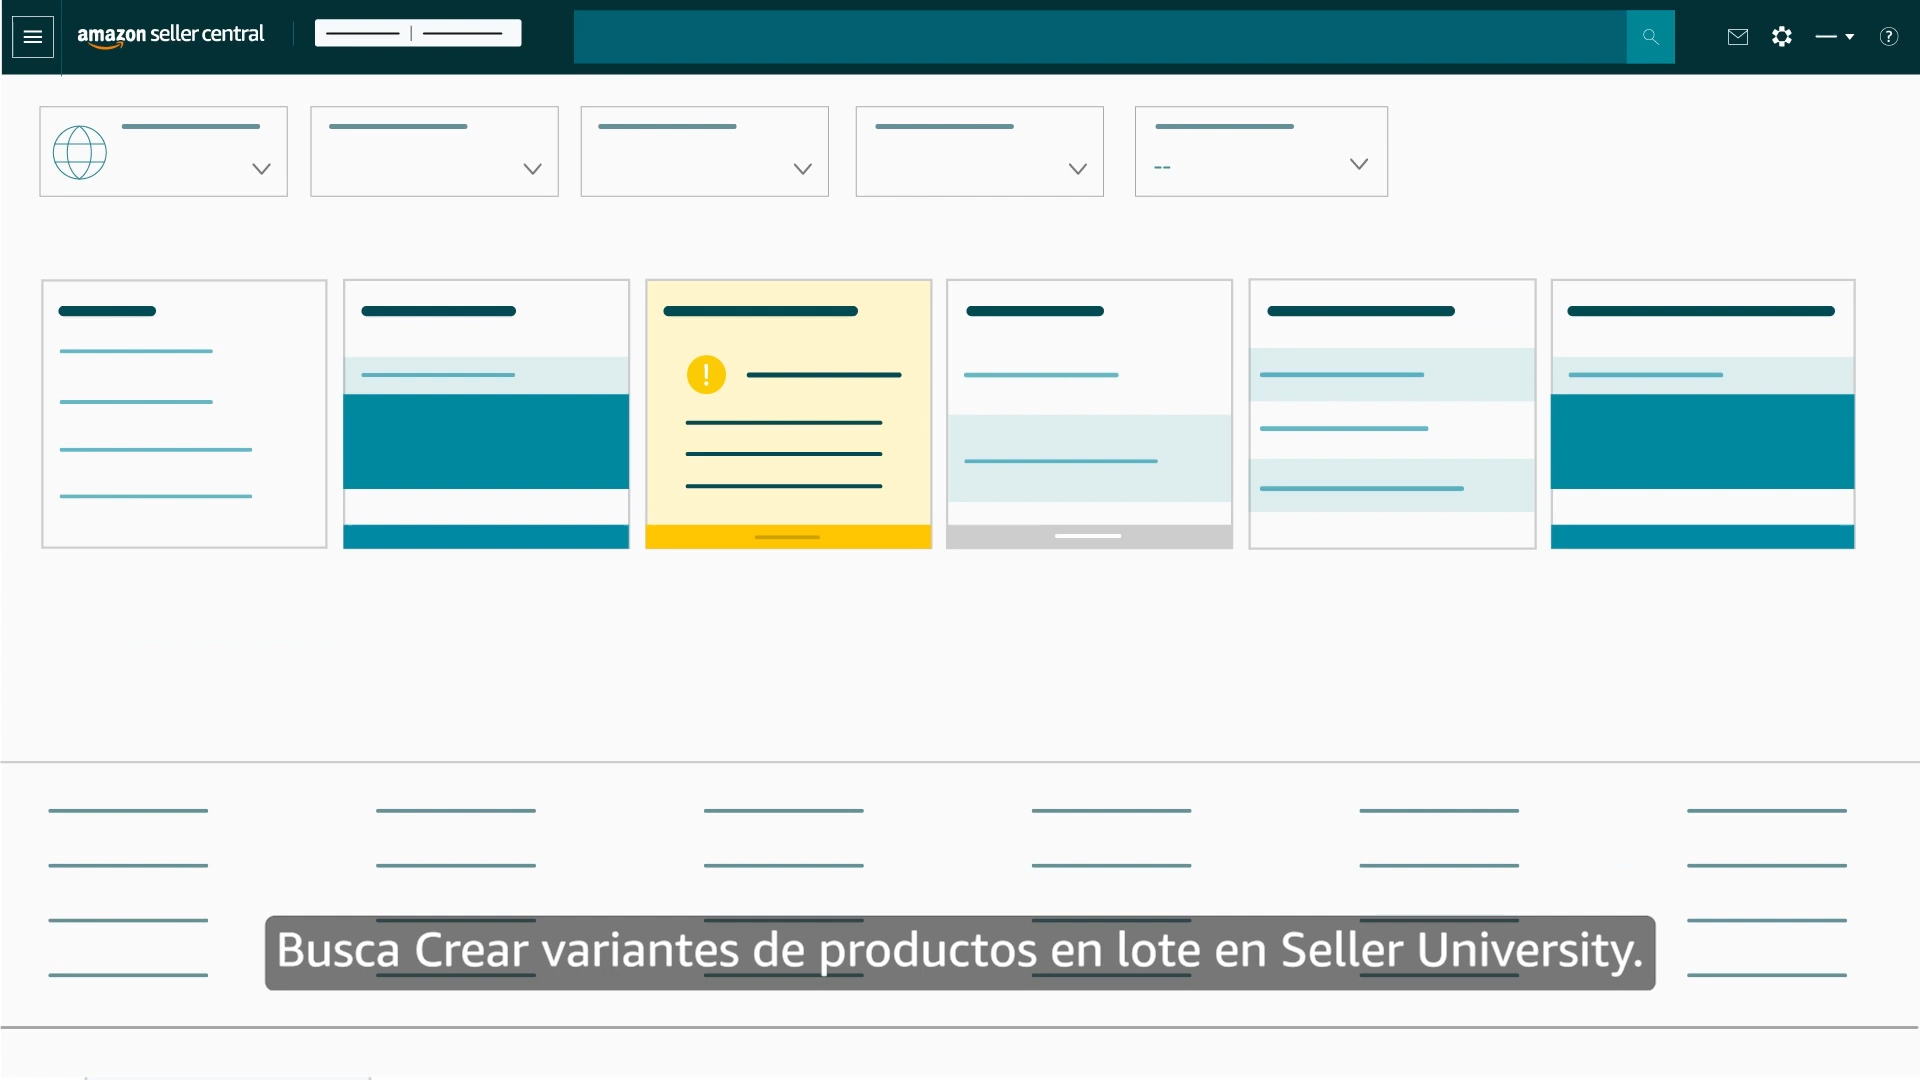 amazon seller central
Busca Crear variantes de productos en lote en Seller University.